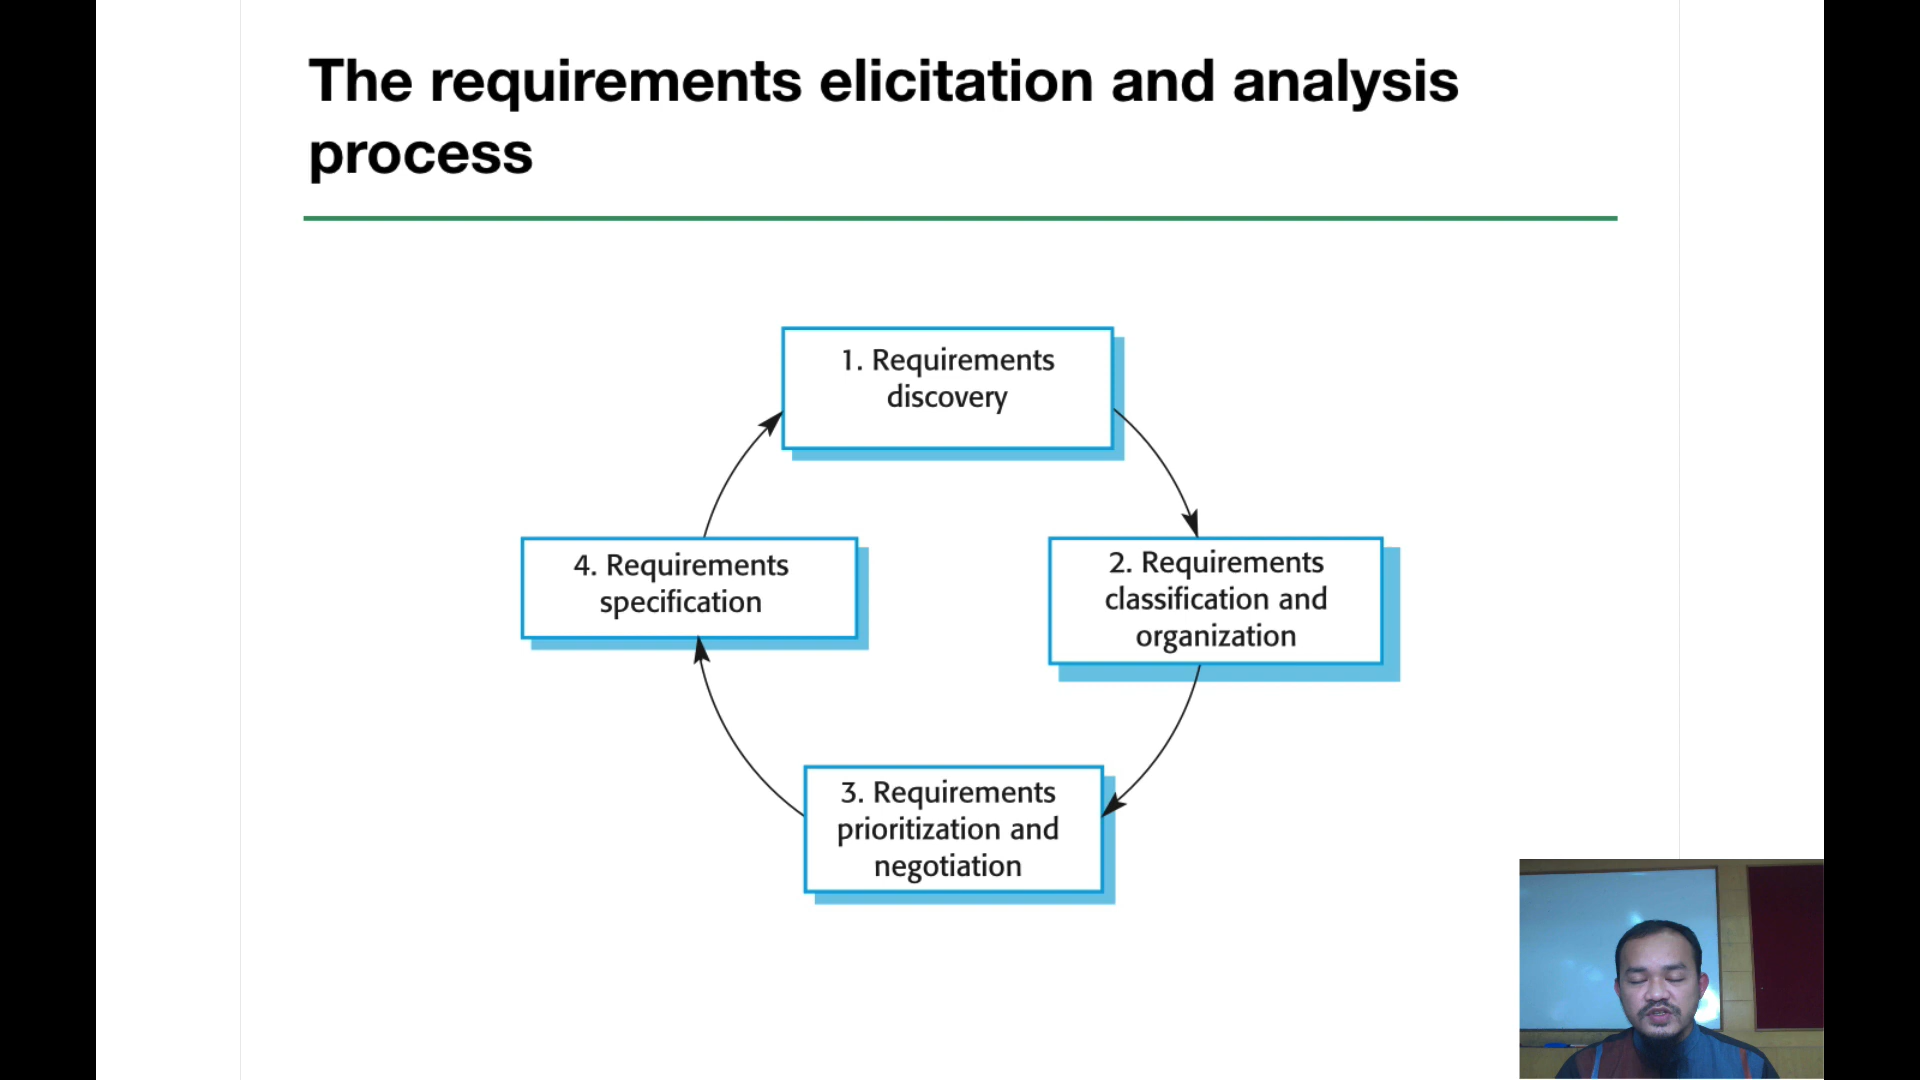 The requirements elicitation and analysis
process
1. Requirements
discovery
2. Requirements
classification and
organization
3. Requirements
prioritization and
negotiation
4. Requirements
specification